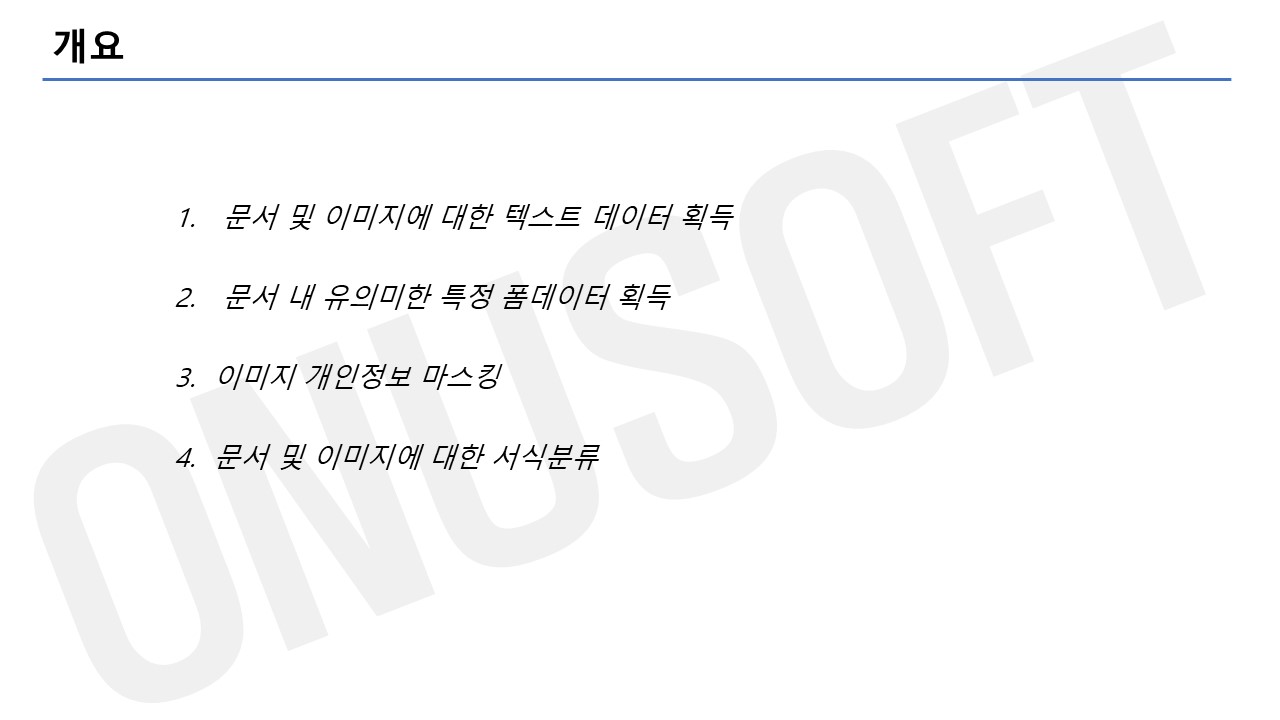 개요
1. 문서 및 이미지에 대한 텍스트 데이터 획득
2. 문서 내 유의미한 특정 폼데이터 획득
3. 이미지 개인정보 마스킹
4. 문서 및 이미지에 대한 서식분류
ONUSOFT